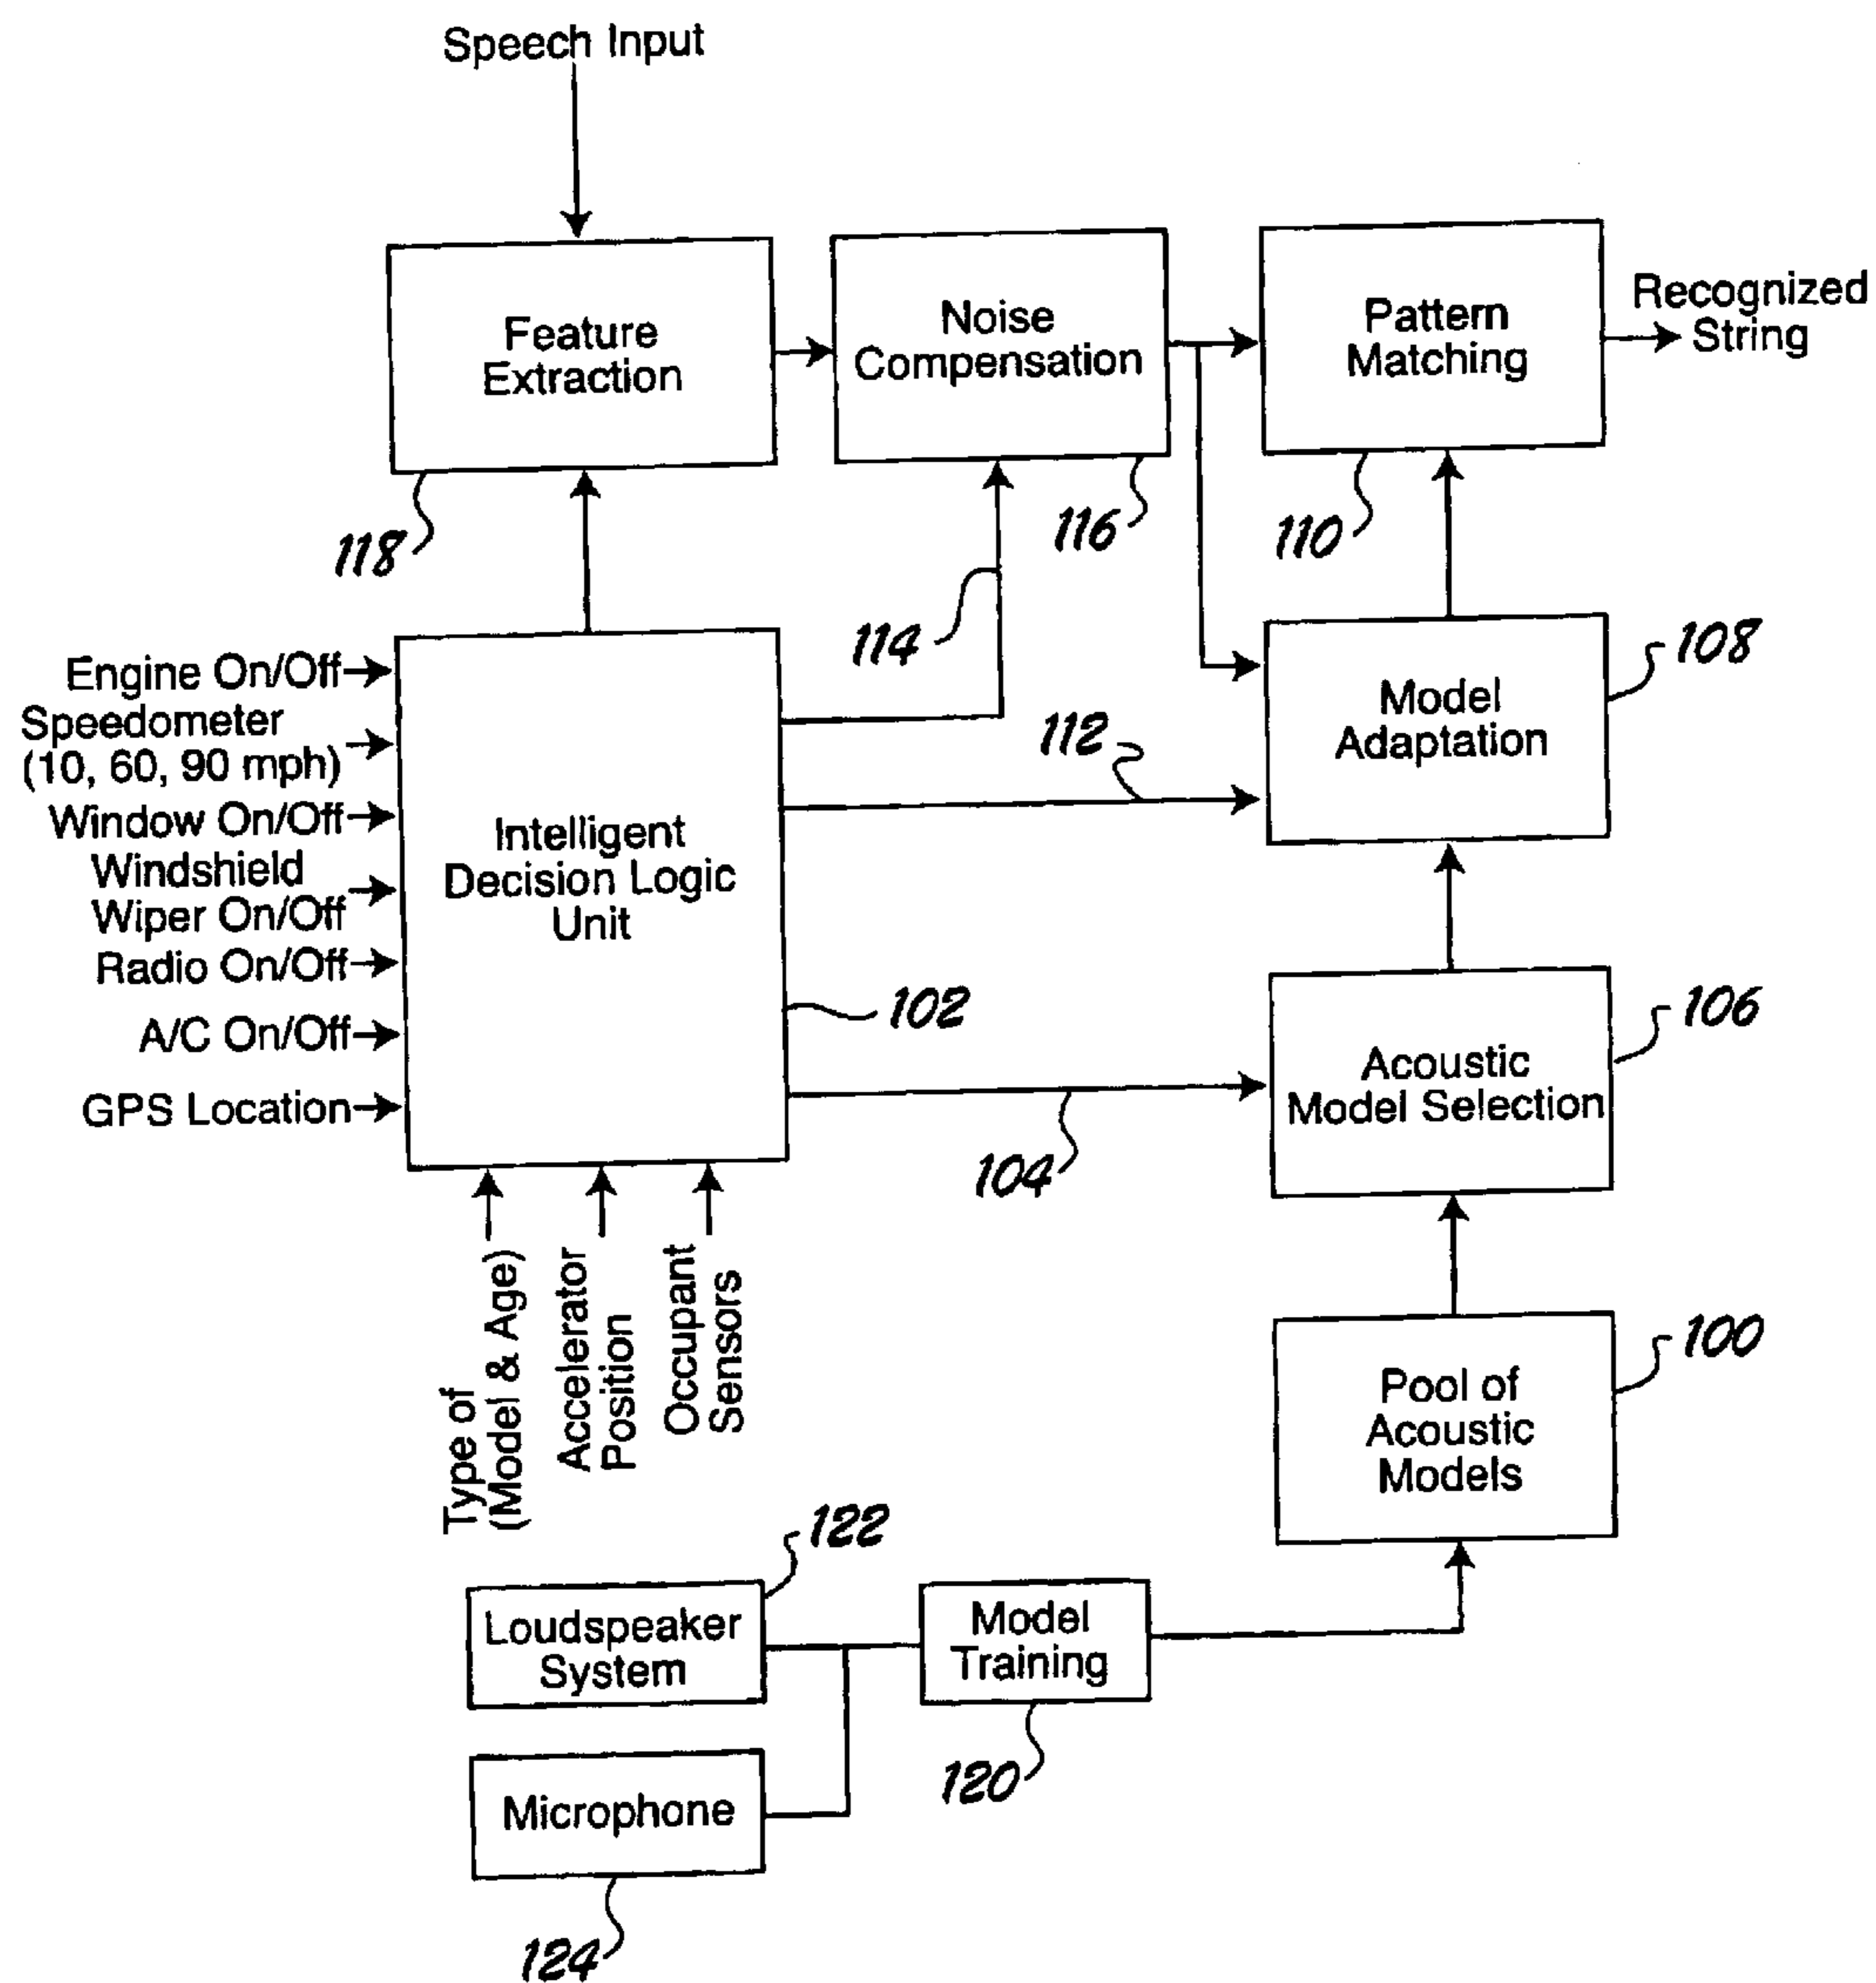 Speech Input
Feature
Extraction
Noise
Compensation
Pattern
Matching
Recognized
String
118
116
110
114
Engine On/Off
Speedometer
(10, 60, 90 mph)
Window On/Off
Windshield
Wiper On/Off
Radio On/Off
A/C On/Off
GPS Location
Intelligent
Decision Logic
Unit
112
Model
Adaptation
108
102
104
Acoustic
Model Selection
106
Type of
(Model & Age)
Accelerator
Position
Occupant
Sensors
Pool of
Acoustic
Models
100
122
Loudspeaker
System
Model
Training
120
Microphone
124